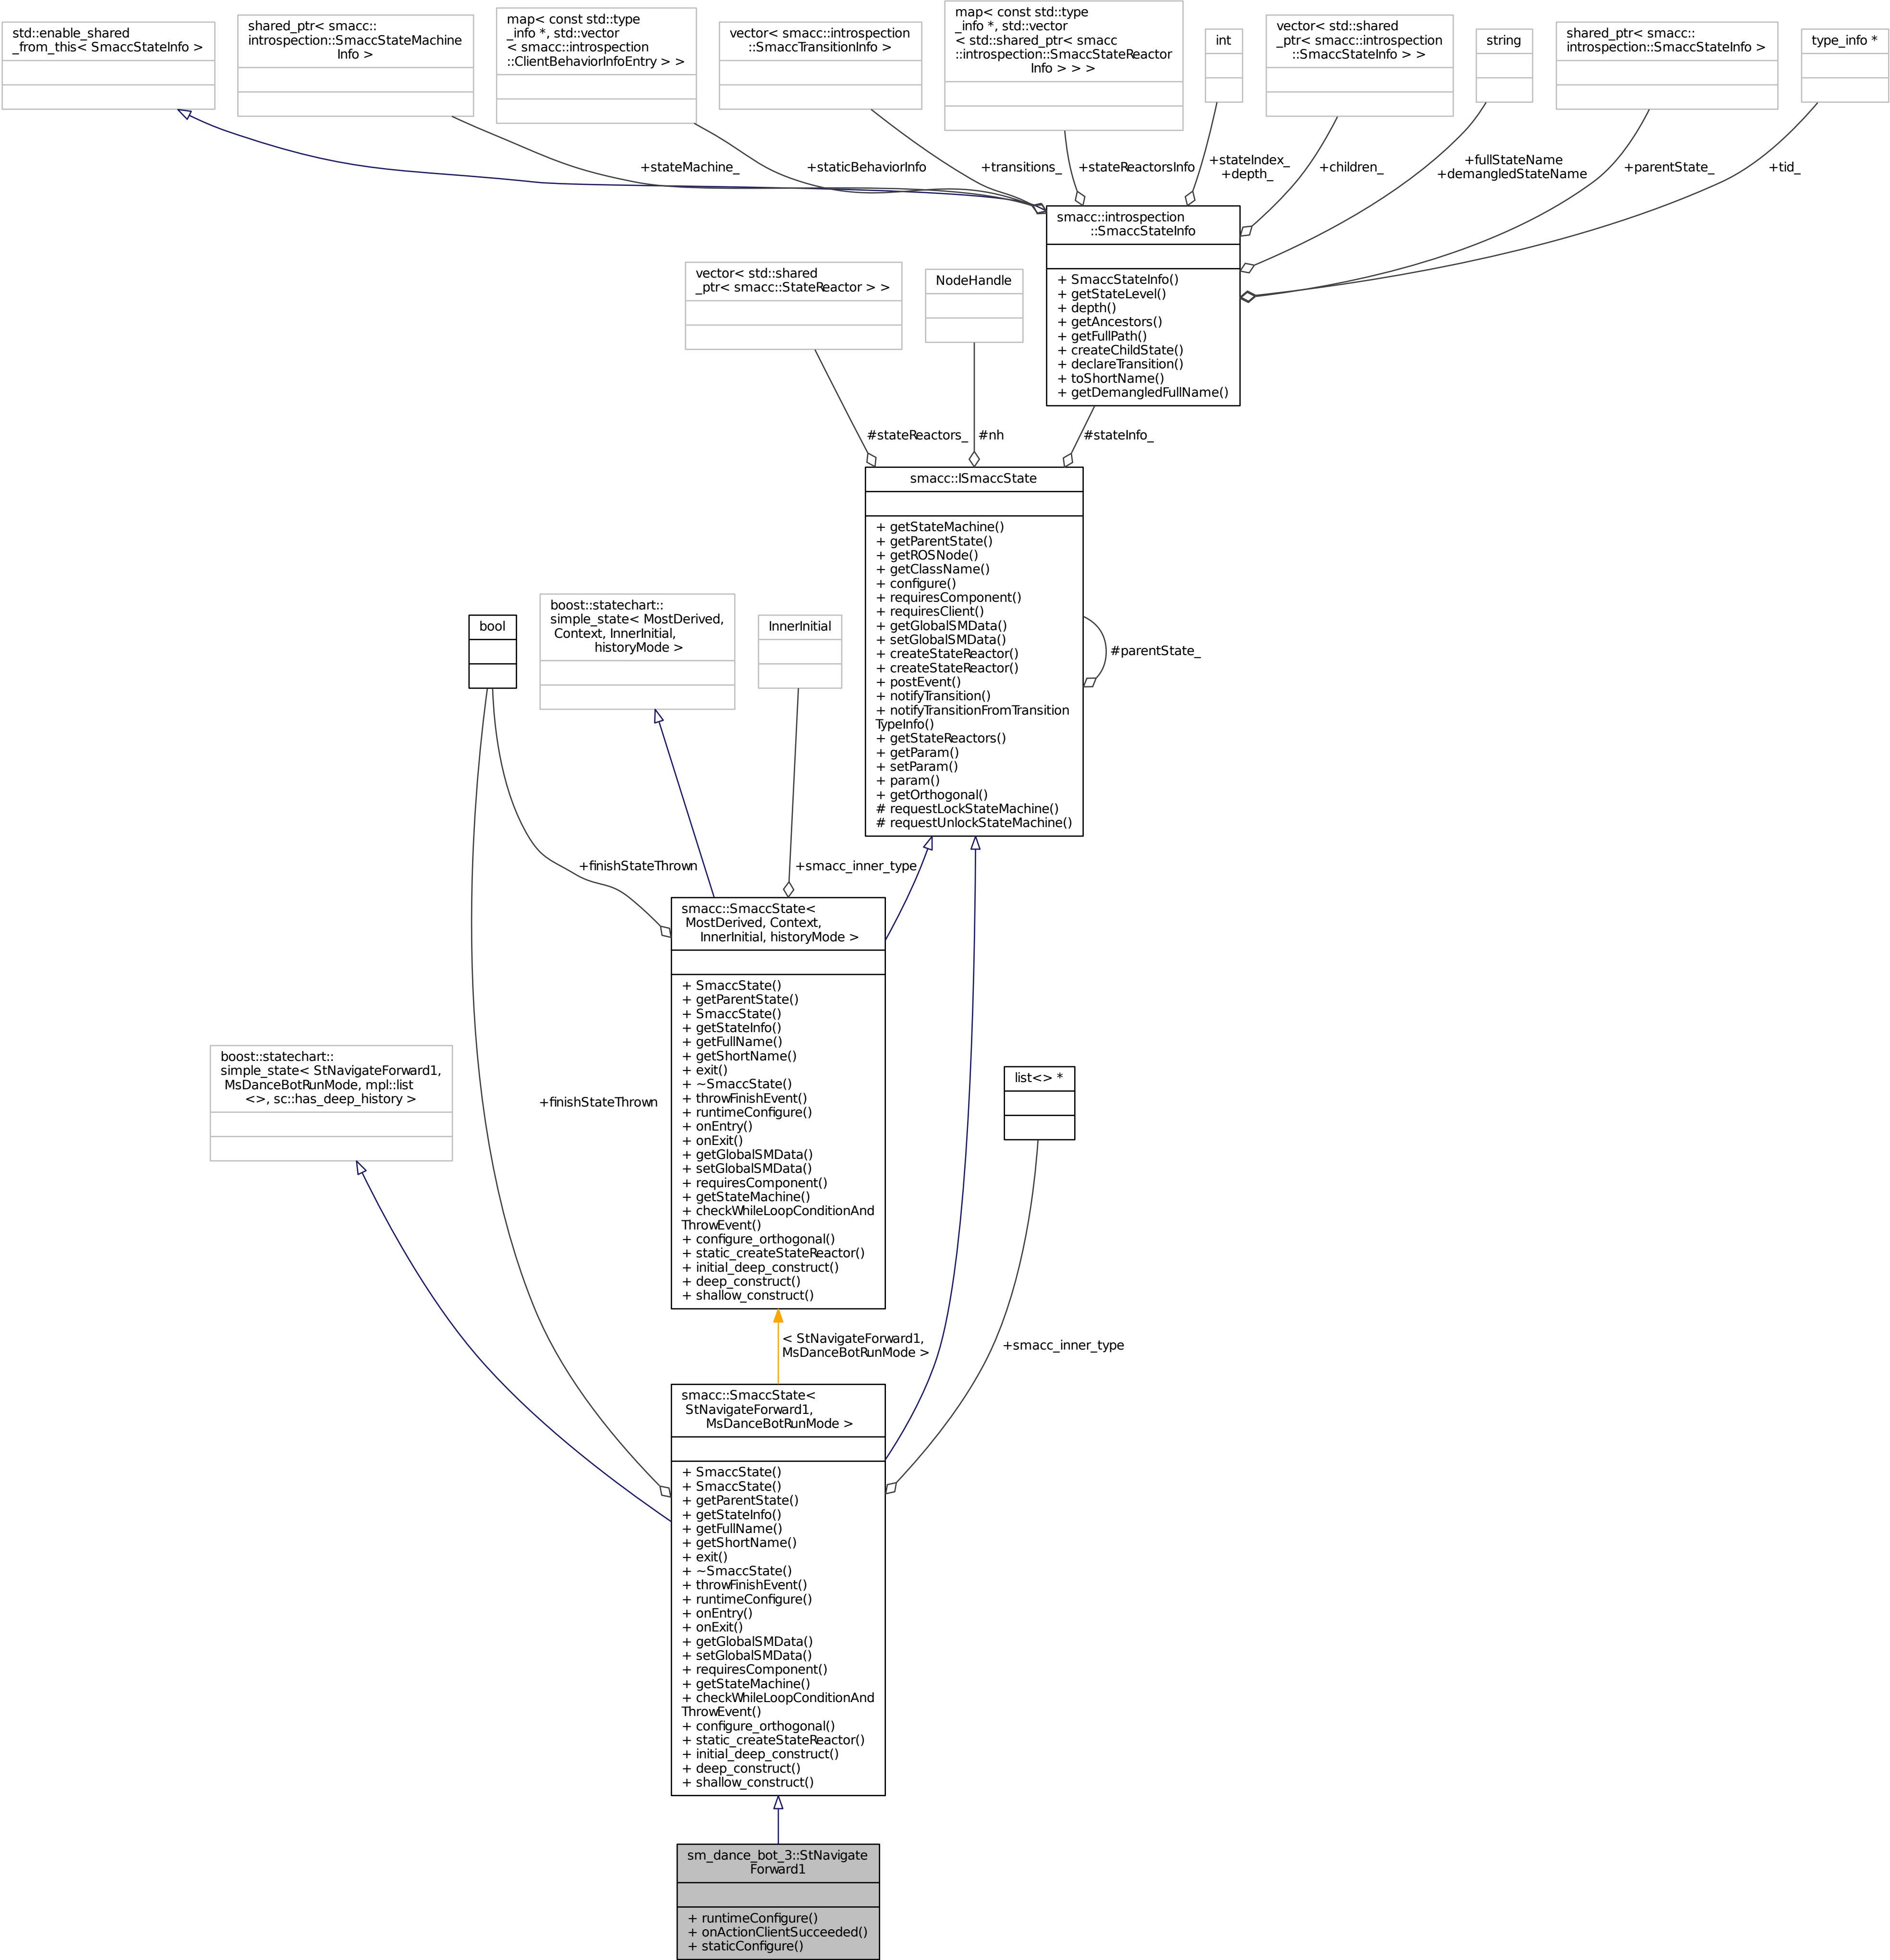 std::enable_shared
_from_this< SmaccStateInfo >
shared_ptr< smacc::
introspection::SmaccStateMachine
Info >
map< const std::type
_info *, std::vector
< smacc::introspection
::ClientBehaviorInfoEntry > >
vector< smacc::introspection
::SmaccTransitionInfo >
map< const std::type
_info *, std::vector
< std::shared_ptr< smacc
::introspection::SmaccStateReactor
Info > > >
int
vector< std::shared
_ptr< smacc::introspection
::SmaccStateInfo > >
string
shared_ptr< smacc::
introspection::SmaccStateInfo >
type_info *
+stateMachine_
+staticBehaviorInfo
+transitions_
+stateReactorsInfo
+stateIndex_
+depth_
+children_
+fullStateName
+demangledStateName
+parentState_
+tid_
smacc::introspection
::SmaccStateInfo
+ SmaccStateInfo()
+ getStateLevel()
+ depth()
+ getAncestors()
+ getFullPath()
+ createChildState()
+ declareTransition()
+ toShortName()
+ getDemangledFullName()
vector< std::shared
_ptr< smacc::StateReactor > >
NodeHandle
#stateReactors_
#nh
#stateInfo_
smacc::ISmaccState
+ getStateMachine()
+ getParentState()
+ getROSNode()
+ getClassName()
+ configure()
+ requiresComponent()
+ requiresClient()
+ getGlobalSMData()
+ setGlobalSMData()
+ createStateReactor()
+ createStateReactor()
+ postEvent()
+ notifyTransition()
+ notifyTransitionFromTransition
TypeInfo()
+ getStateReactors()
+ getParam()
+ setParam()
+ param()
+ getOrthogonal()
# requestLockStateMachine()
# requestUnlockStateMachine()
#parentState_
bool
boost::statechart::
simple_state< MostDerived,
Context, InnerInitial,
historyMode >
InnerInitial
+finishStateThrown
+smacc_inner_type
smacc::SmaccState<
MostDerived, Context,
InnerInitial, historyMode >
+ SmaccState()
+ getParentState()
+ SmaccState()
+ getStateInfo()
+ getFullName()
+ getShortName()
+ exit()
+ ~SmaccState()
+ throwFinishEvent()
+ runtimeConfigure()
+ onEntry()
+ onExit()
+ getGlobalSMData()
+ setGlobalSMData()
+ requiresComponent()
+ getStateMachine()
+ checkWhileLoopConditionAnd
ThrowEvent()
+ configure_orthogonal()
+ static_createStateReactor()
+ initial_deep_construct()
+ deep_construct()
+ shallow_construct()
boost::statechart::
simple_state< StNavigateForward1,
MsDanceBotRunMode, mpl::list
<>, sc::has_deep_history >
+finishStateThrown
list<> *
< StNavigateForward1,
MsDanceBotRunMode >
+smacc_inner_type
smacc::SmaccState<
StNavigateForward1,
MsDanceBotRunMode >
+ SmaccState()
+ SmaccState()
+ getParentState()
+ getStateInfo()
+ getFullName()
+ getShortName()
+ exit()
+ ~SmaccState()
+ throwFinishEvent()
+ runtimeConfigure()
+ onEntry()
+ onExit()
+ getGlobalSMData()
+ setGlobalSMData()
+ requiresComponent()
+ getStateMachine()
+ checkWhileLoopConditionAnd
ThrowEvent()
+ configure_orthogonal()
+ static_createStateReactor()
+ initial_deep_construct()
+ deep_construct()
+ shallow_construct()
sm_dance_bot_3::StNavigate
Forward1
+ runtimeConfigure()
+ onActionClientSucceeded()
+ staticConfigure()